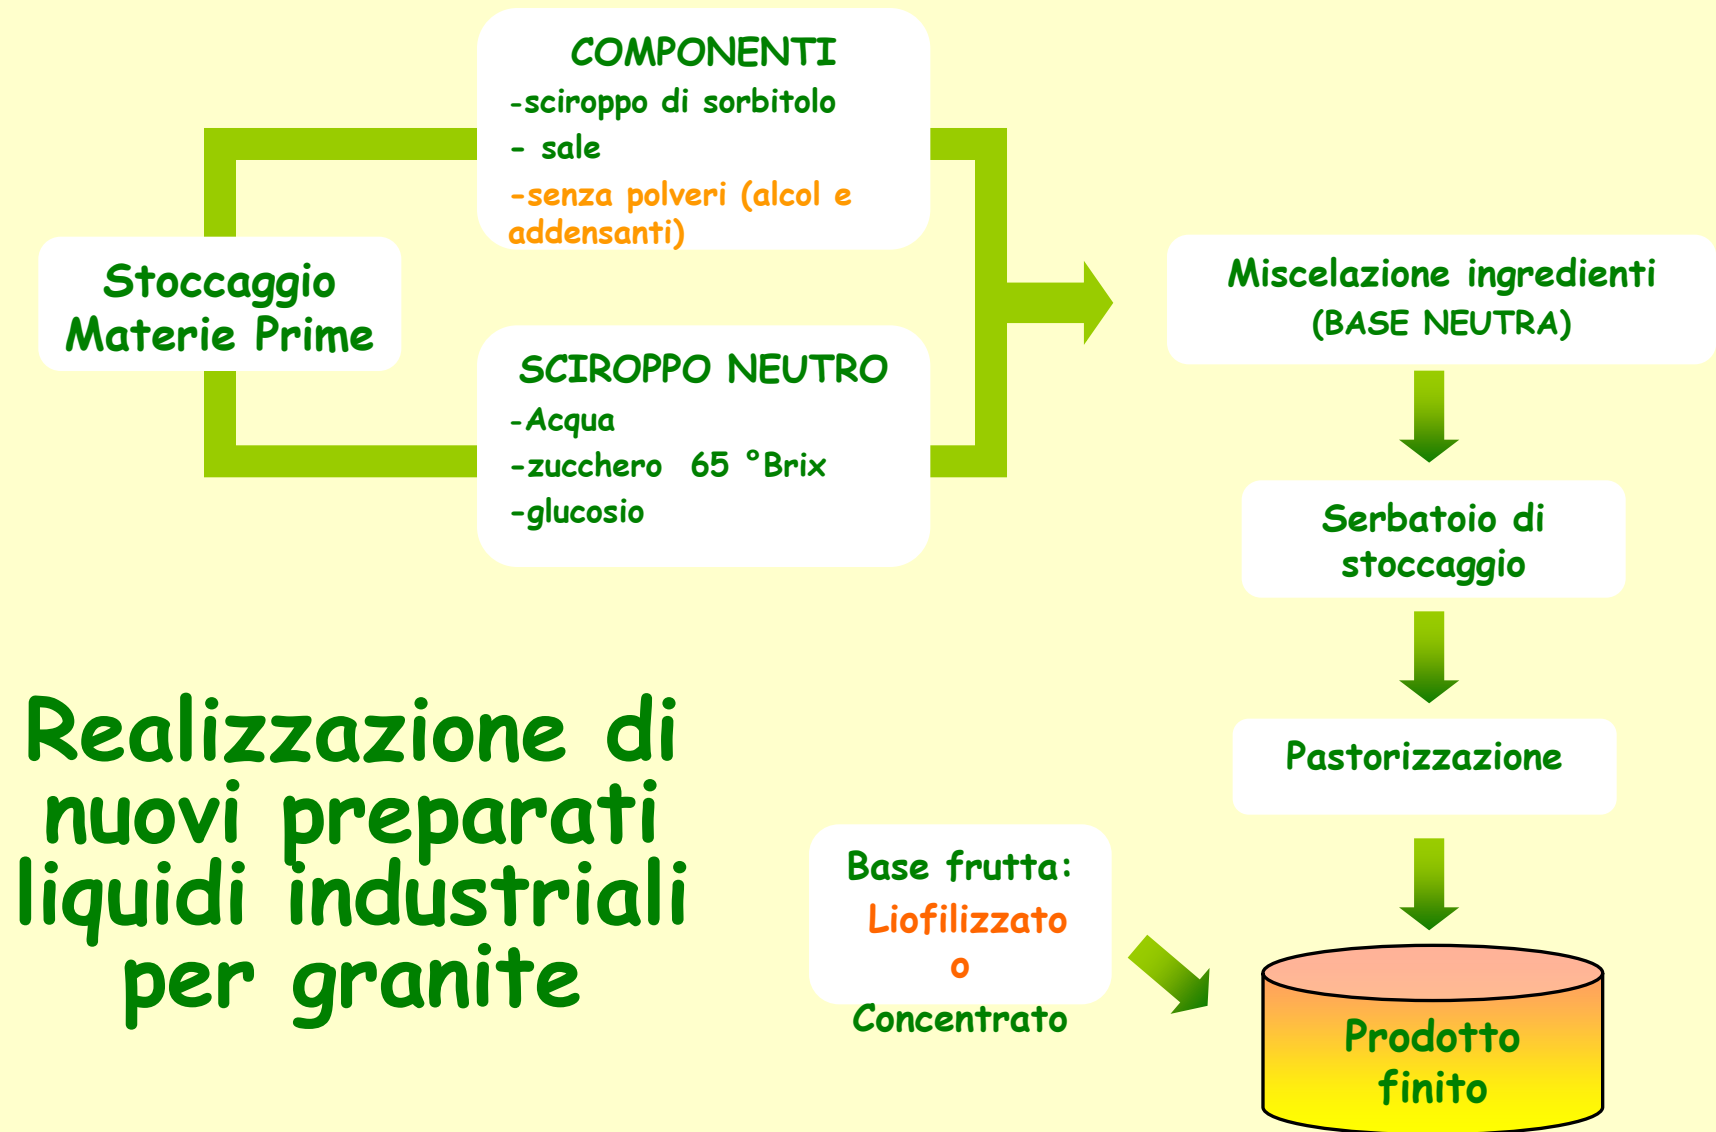 COMPONENTI
-sciroppo di sorbitolo
- sale
-senza polveri (alcol e
addensanti)
Stoccaggio
Materie Prime
SCIROPPO NEUTRO
-Acqua
-zucchero 65 °Brix
-glucosio
Miscelazione ingredienti
(BASE NEUTRA)
Serbatoio di
stoccaggio
Pastorizzazione
Realizzazione di
nuovi preparati
liquidi industriali
per granite
Base frutta:
Liofilizzato
o
Concentrato
Prodotto
finito